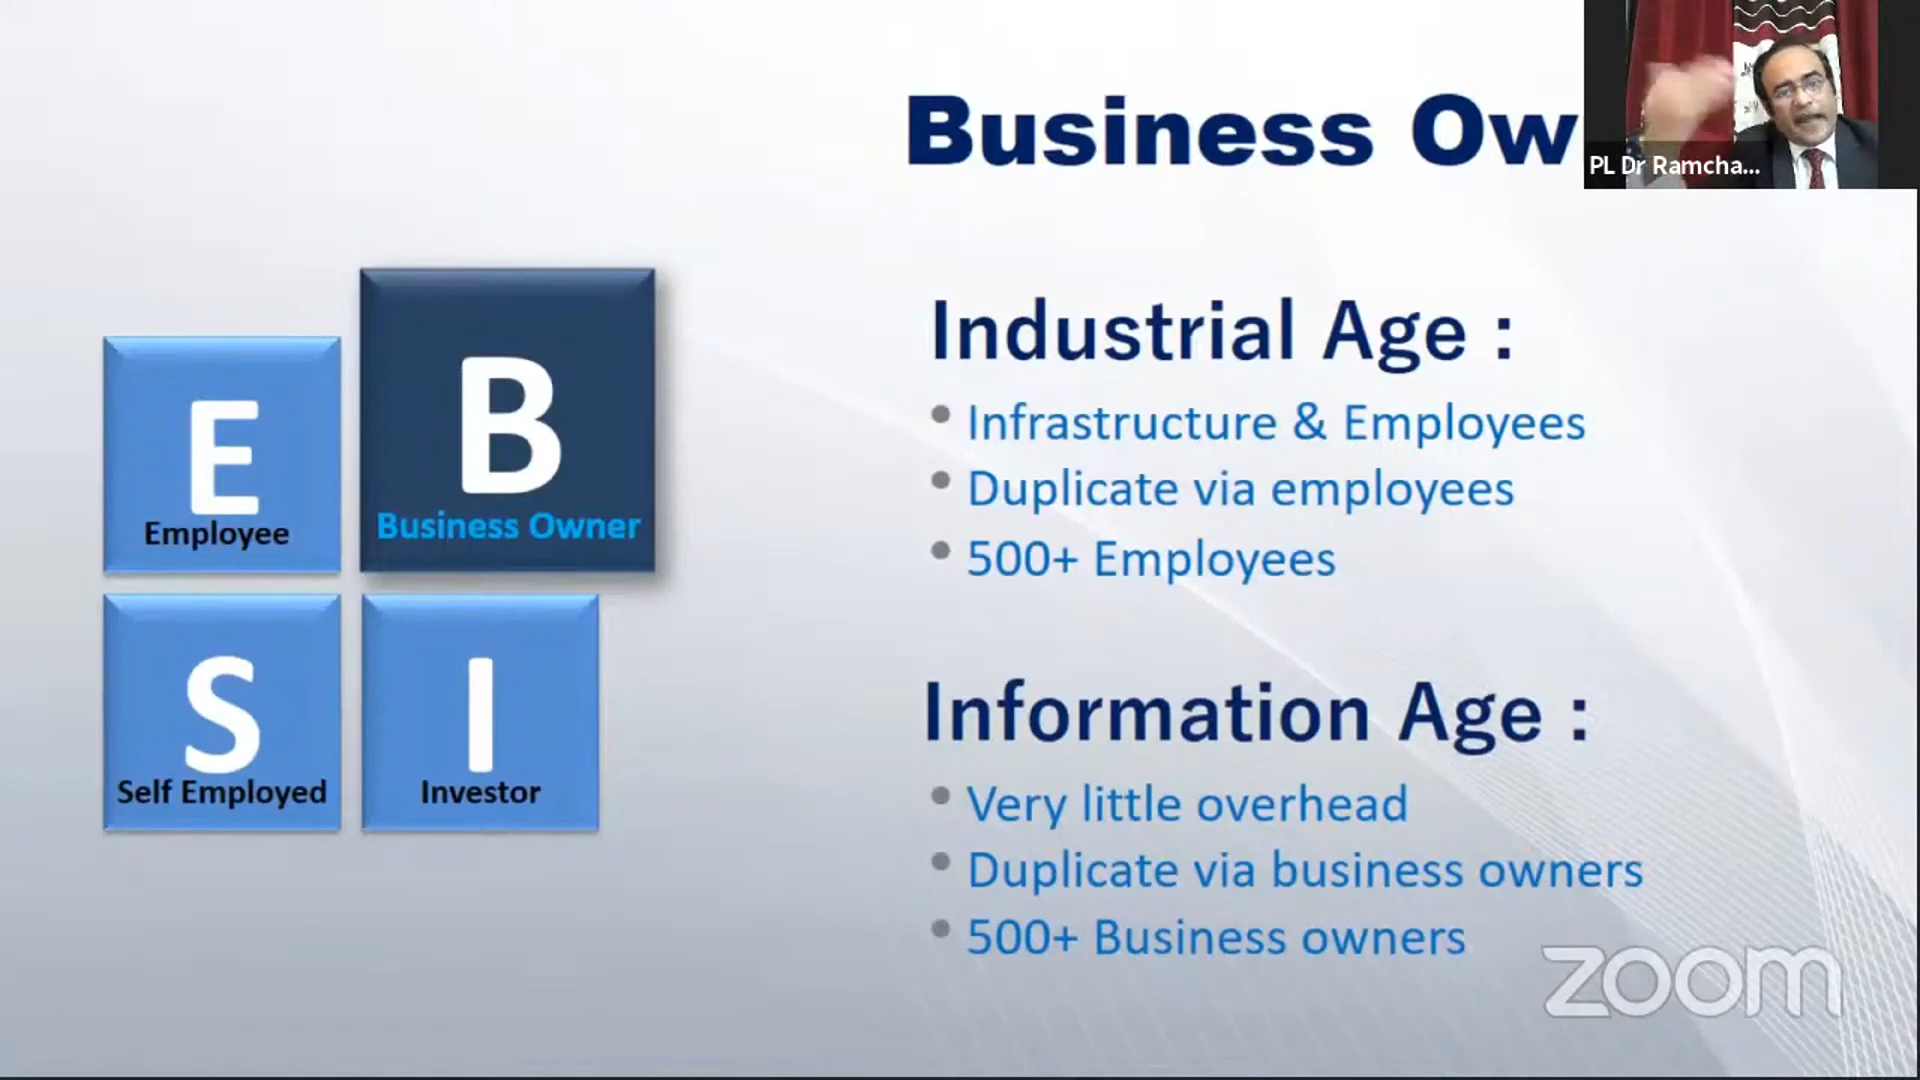 Business Ow
PL Dr Ramcha...
E
Employee
B
Business Owner
S
Self Employed
I
Investor
Industrial Age :
• Infrastructure & Employees
• Duplicate via employees
• 500+ Employees
Information Age :
• Very little overhead
• Duplicate via business owners
• 500+ Business owners
zoom